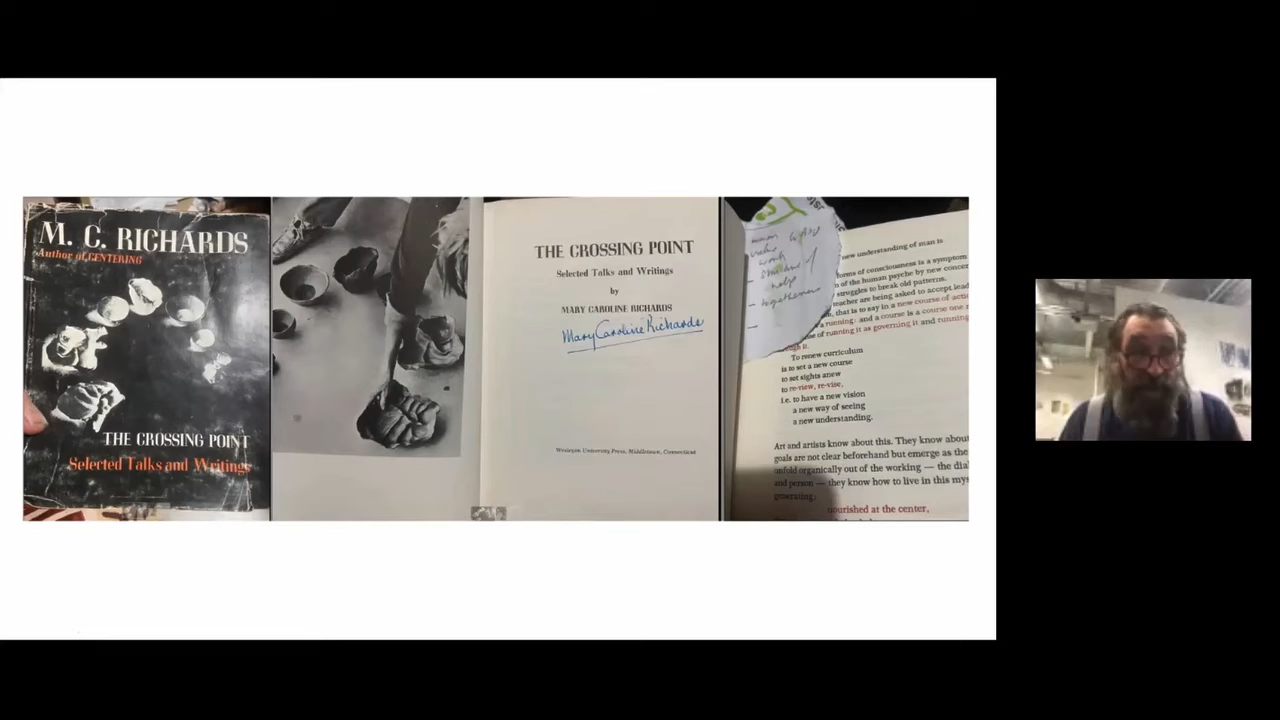 M. C. RICHARDS
Author of CENTERING
THE CROSSING POINT
Selected Talks and Writings
THE CROSSING POINT
Selected Talks and Writings
by
MARY CAROLINE RICHARDS
Mary Caroline Richards
Wesleyan University Press, Middletown, Connecticut
work
help
togetherness
new understanding of man is
forms of consciousness is a symptom
of the human psyche by new
struggles to break old patterns.
teacher are being asked to accept
that is to say in a new course of
a running: and a course is a course one
of running it as governing it and running
it.
To renew curriculum
is to set a new course
to set sights anew
to re-view, re-vise,
i.e. to have a new vision
a new way of seeing
a new understanding.
Art and artists know about this. They know about
goals are not clear beforehand but emerge as the
unfold organically out of the working — the
and person — they know how to live in this
generating:
nourished at the center,